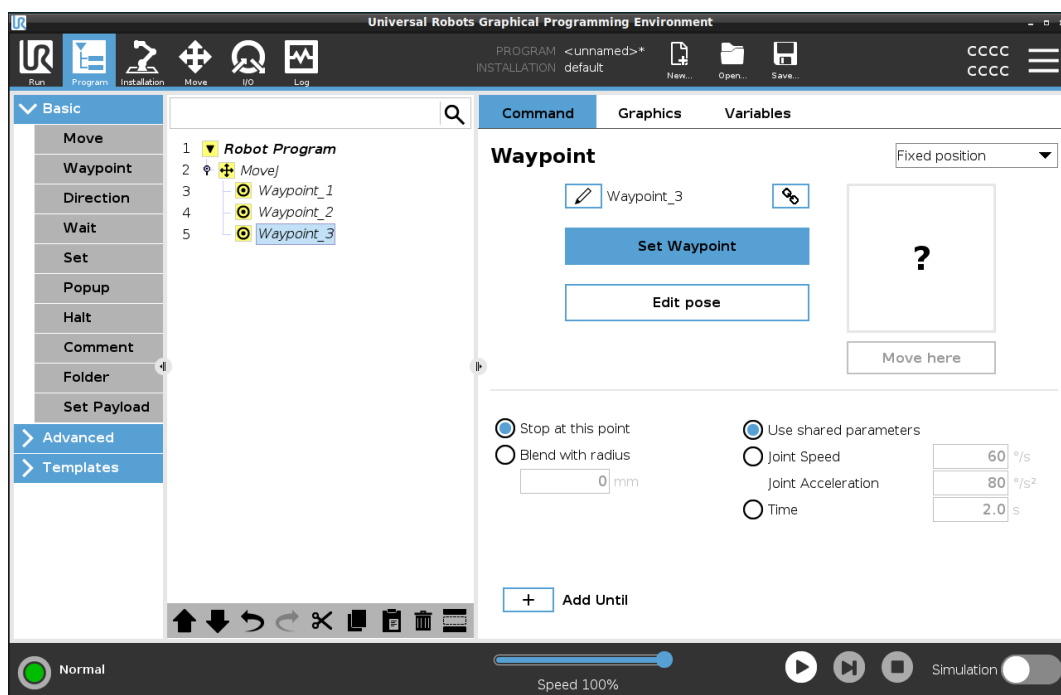 UR
Universal Robots Graphical Programming Environment
UR
Run
Program
Installation
Move
I/O
Log
PROGRAM <unnamed>*
INSTALLATION default
New...
Open...
Save...
CCCC
CCCC
Basic
Move
Waypoint
Direction
Wait
Set
Popup
Halt
Comment
Folder
Set Payload
Advanced
Templates
1 Robot Program
2 MoveJ
3 Waypoint_1
4 Waypoint_2
5 Waypoint_3
Command Graphics Variables
Waypoint
Fixed position
Waypoint_3
Set Waypoint
Edit pose
?
Move here
Stop at this point
Blend with radius
0 mm
Use shared parameters
Joint Speed 60 °/s
Joint Acceleration 80 °/s²
Time 2.0 s
+ Add Until
Normal
Speed 100%
Simulation